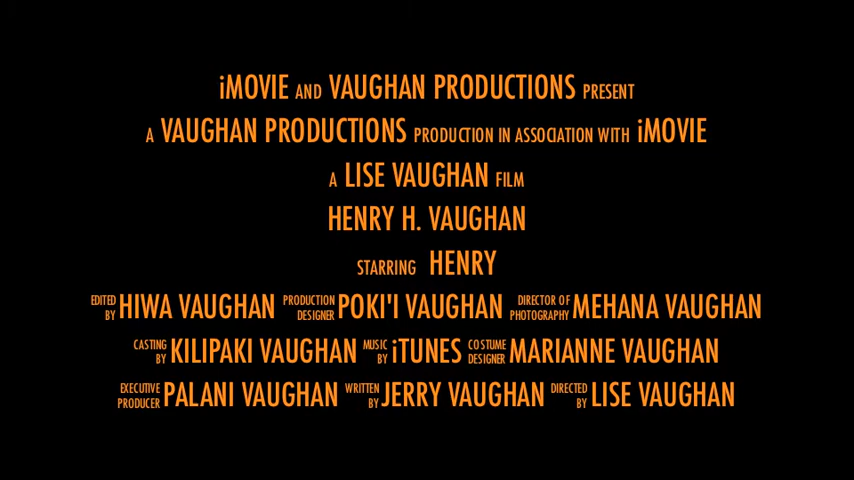 iMOVIE AND VAUGHAN PRODUCTIONS PRESENT
A VAUGHAN PRODUCTIONS PRODUCTION IN ASSOCIATION WITH iMOVIE
A LISE VAUGHAN FILM
HENRY H. VAUGHAN
STARRING HENRY
EDITED BY HIWA VAUGHAN PRODUCTION DESIGNER POKI'I VAUGHAN DIRECTOR OF PHOTOGRAPHY MEHANA VAUGHAN
CASTING BY KILIPAKI VAUGHAN MUSIC BY iTUNES COSTUME DESIGNER MARIANNE VAUGHAN
EXECUTIVE PRODUCER PALANI VAUGHAN WRITTEN BY JERRY VAUGHAN DIRECTED BY LISE VAUGHAN